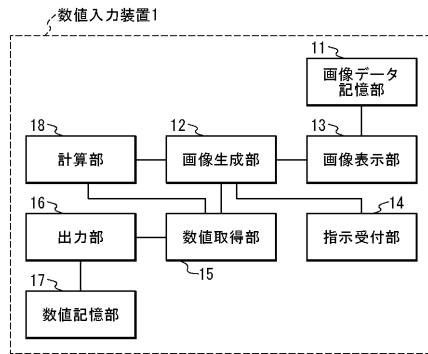 数値入力装置1
11
画像データ
記憶部
18
計算部
12
画像生成部
13
画像表示部
16
出力部
数値取得部
15
14
指示受付部
17
数値記憶部